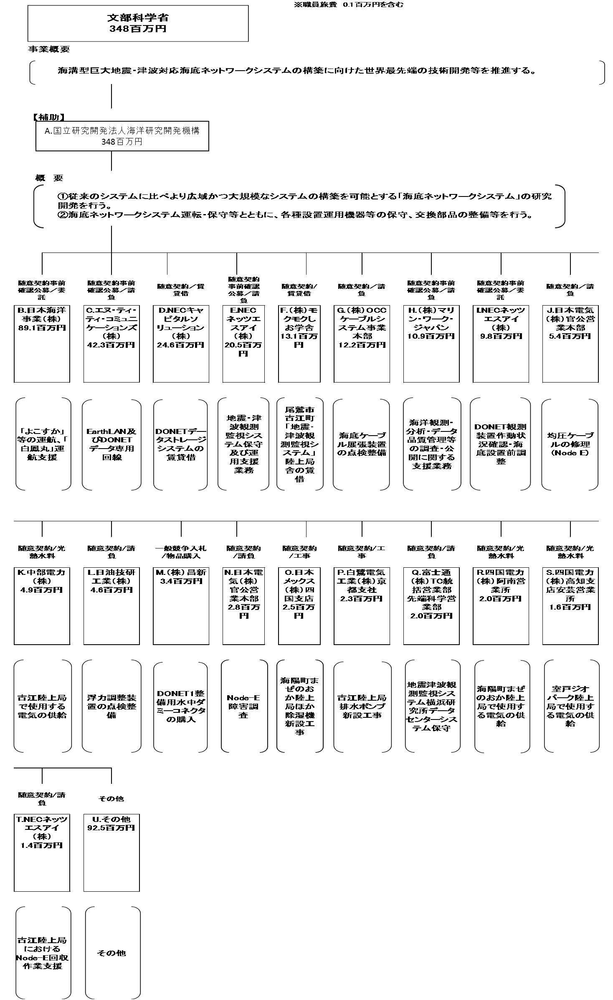 ※職員旅費　0.1百万円を含む
文部科学省
348百万円
事業概要
海溝型巨大地震・津波対応海底ネットワークシステムの構築に向けた世界最先端の技術開発等を推進する。
【補助】
A.国立研究開発法人海洋研究開発機構
348百万円
概　要
①従来のシステムに比べより広域かつ大規模なシステムの構築を可能とする「海底ネットワークシステム」の研究
開発を行う。
②海底ネットワークシステム運転・保守等とともに、各種設置運用機器等の保守、交換部品の整備等を行う。
随意契約事前
確認公募／委
託
B.日本海洋
事業（株）
89.1百万円
「よこすか」
等の運航、「
白鳳丸」運
航支援
随意契約事前
確認公募／請
負
C.エヌ・ティ・
ティ・コミュニ
ケーションズ
（株）
42.3百万円
EarthLAN及
びDONET
データ専用
回線
随意契約／賃
貸借
D.NECキャ
ピタルソ
リューション
（株）
24.6百万円
DONETデー
タストレージ
システムの
賃貸借
随意契約
事前確認
公募／請
負
E.NEC
ネッツエ
スアイ
（株）
20.5百万
円
地震・津
波観測
監視シス
テム保守
及び運
用支援
業務
随意契約/
賃貸借
F.（株）モ
クモクし
お学舎
13.1百万
円
尾鷲市
古江町
「地震・
津波観
測監視シ
ステム」
陸上局
舎の賃
借
随意契約／請
負
G.（株）OCC
ケーブルシ
ステム事業
本部
12.2百万円
海底ケーブ
ル展張装置
の点検整備
随意契約事前
確認公募／請
負
H.（株）マリ
ン・ワーク・
ジャパン
10.9百万円
海洋観測・
分析・データ
品質管理等
の調査・公
開に関する
支援業務
随意契約事前
確認公募／委
託
I.NECネッツ
エスアイ
（株）
9.8百万円
DONET観測
装置作動状
況確認・海
底設置前調
整
随意契約／請
負
J.日本電気
（株）官公営
業本部
5.4百万円
均圧ケーブ
ルの修理
（Node E）
随意契約/光
熱水料
K.中部電力
（株）
4.9百万円
古江陸上局
で使用する
電気の供給
随意契約/請
負
L.日油技研
工業（株）
4.6百万円
浮力調整装
置の点検整
備
一般競争入札
/物品購入
M.（株）昌新
3.4百万円
DONET1整
備用水中ダ
ミーコネクタ
の購入
随意契約
/請負
N.日本電
気（株）
官公営
業本部
2.8百万
円
Node-E
障害調
査
随意契約
/工事
O.日本
メックス
（株）四
国支店
2.5百万
円
海陽町ま
ぜのお
か陸上
局ほか
除湿機
新設工
事
随意契約/工
事
P.白鷺電気
工業（株）京
都支社
2.3百万円
古江陸上局
排水ポンプ
新設工事
随意契約/請
負
Q.富士通
（株）TC統
括営業部
先端科学営
業部
2.0百万円
地震津波観
測監視シス
テム横浜研
究所データ
センターシス
テム保守
随意契約/光
熱水料
R.四国電力
（株）阿南営
業所
2.0百万円
海陽町まぜ
のおか陸上
局で使用す
る電気の供
給
随意契約/光
熱水料
S.四国電力
（株）高知支
店安芸営業
所
1.6百万円
室戸ジオ
パーク陸上
局で使用す
る電気の供
給
随意契約/請
負
T.NECネッツ
エスアイ
（株）
1.4百万円
古江陸上局
における
Node-E回収
作業支援
その他
U.その他
92.5百万円
その他